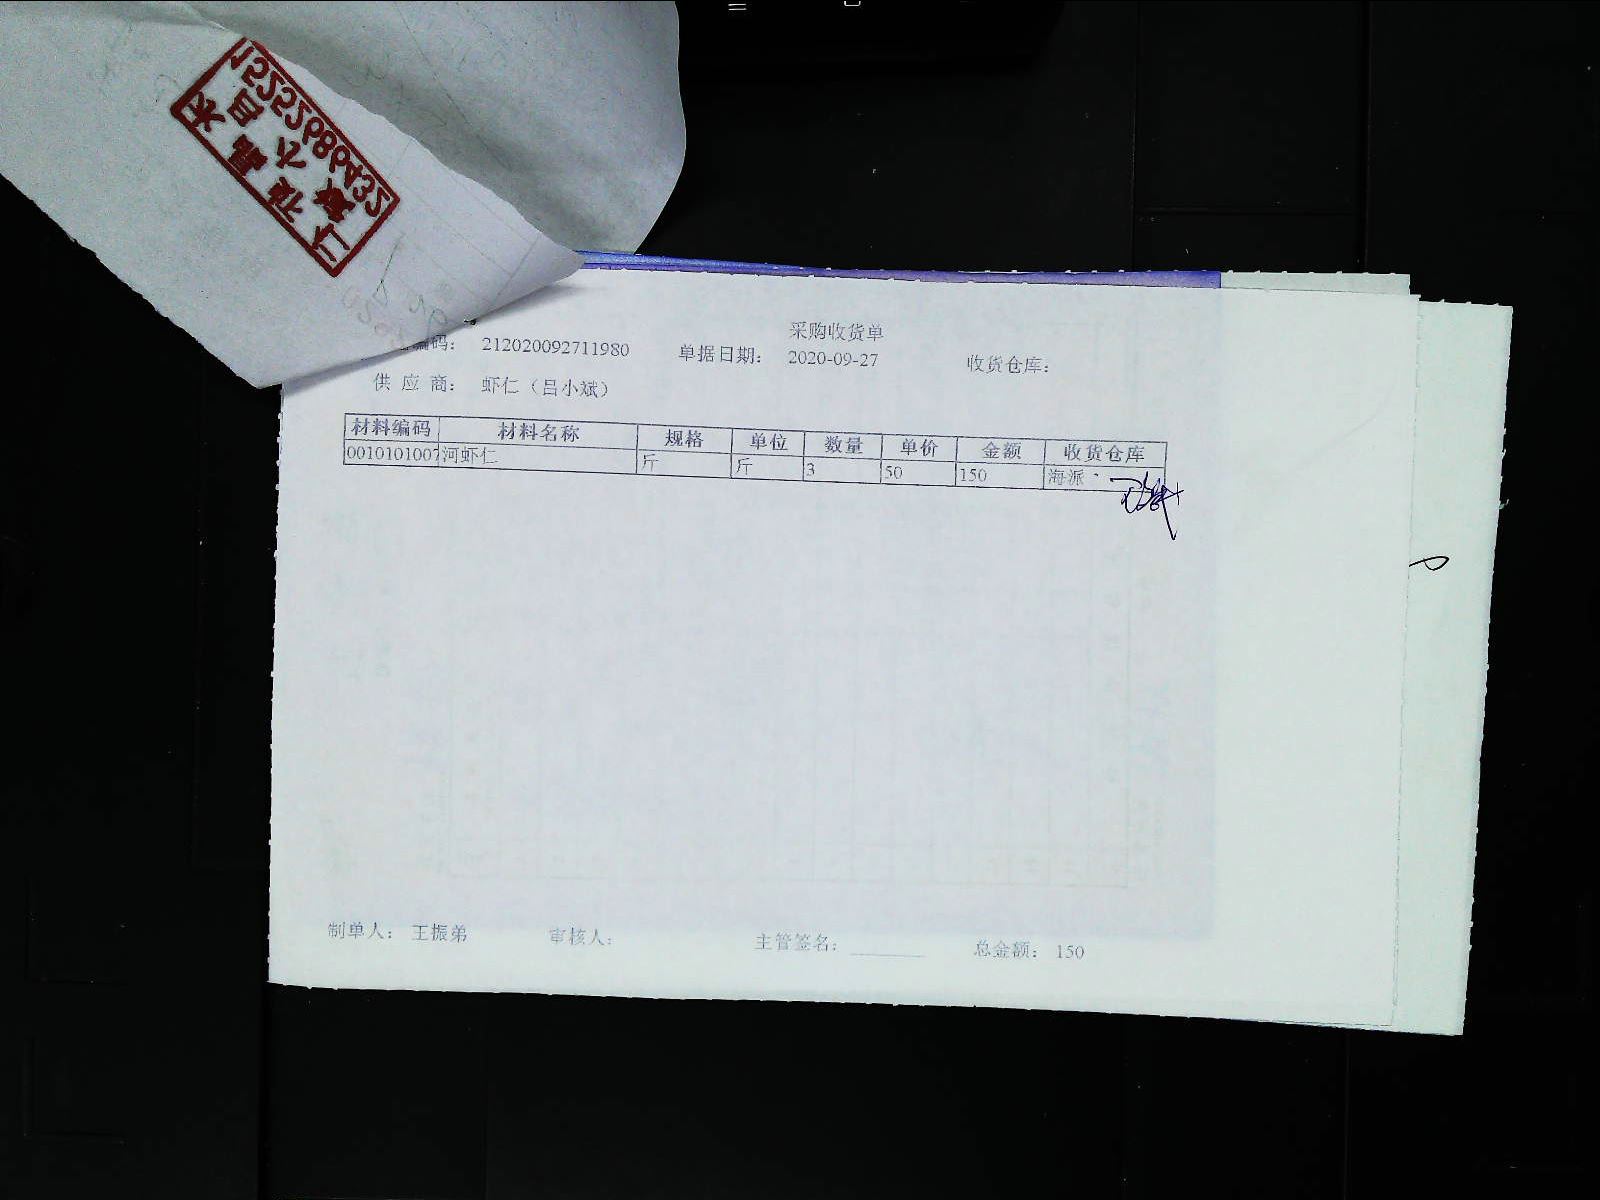 采购收货单
编码： 212020092711980 单据日期： 2020-09-27 收货仓库：
供 应 商： 虾仁（吕小斌）
材料编码 材料名称 规格 单位 数量 单价 金额 收货仓库
0010101007 河虾仁 斤 斤 3 50 150 海派
制单人： 王振弟 审核人： 主管签名： 总金额： 150